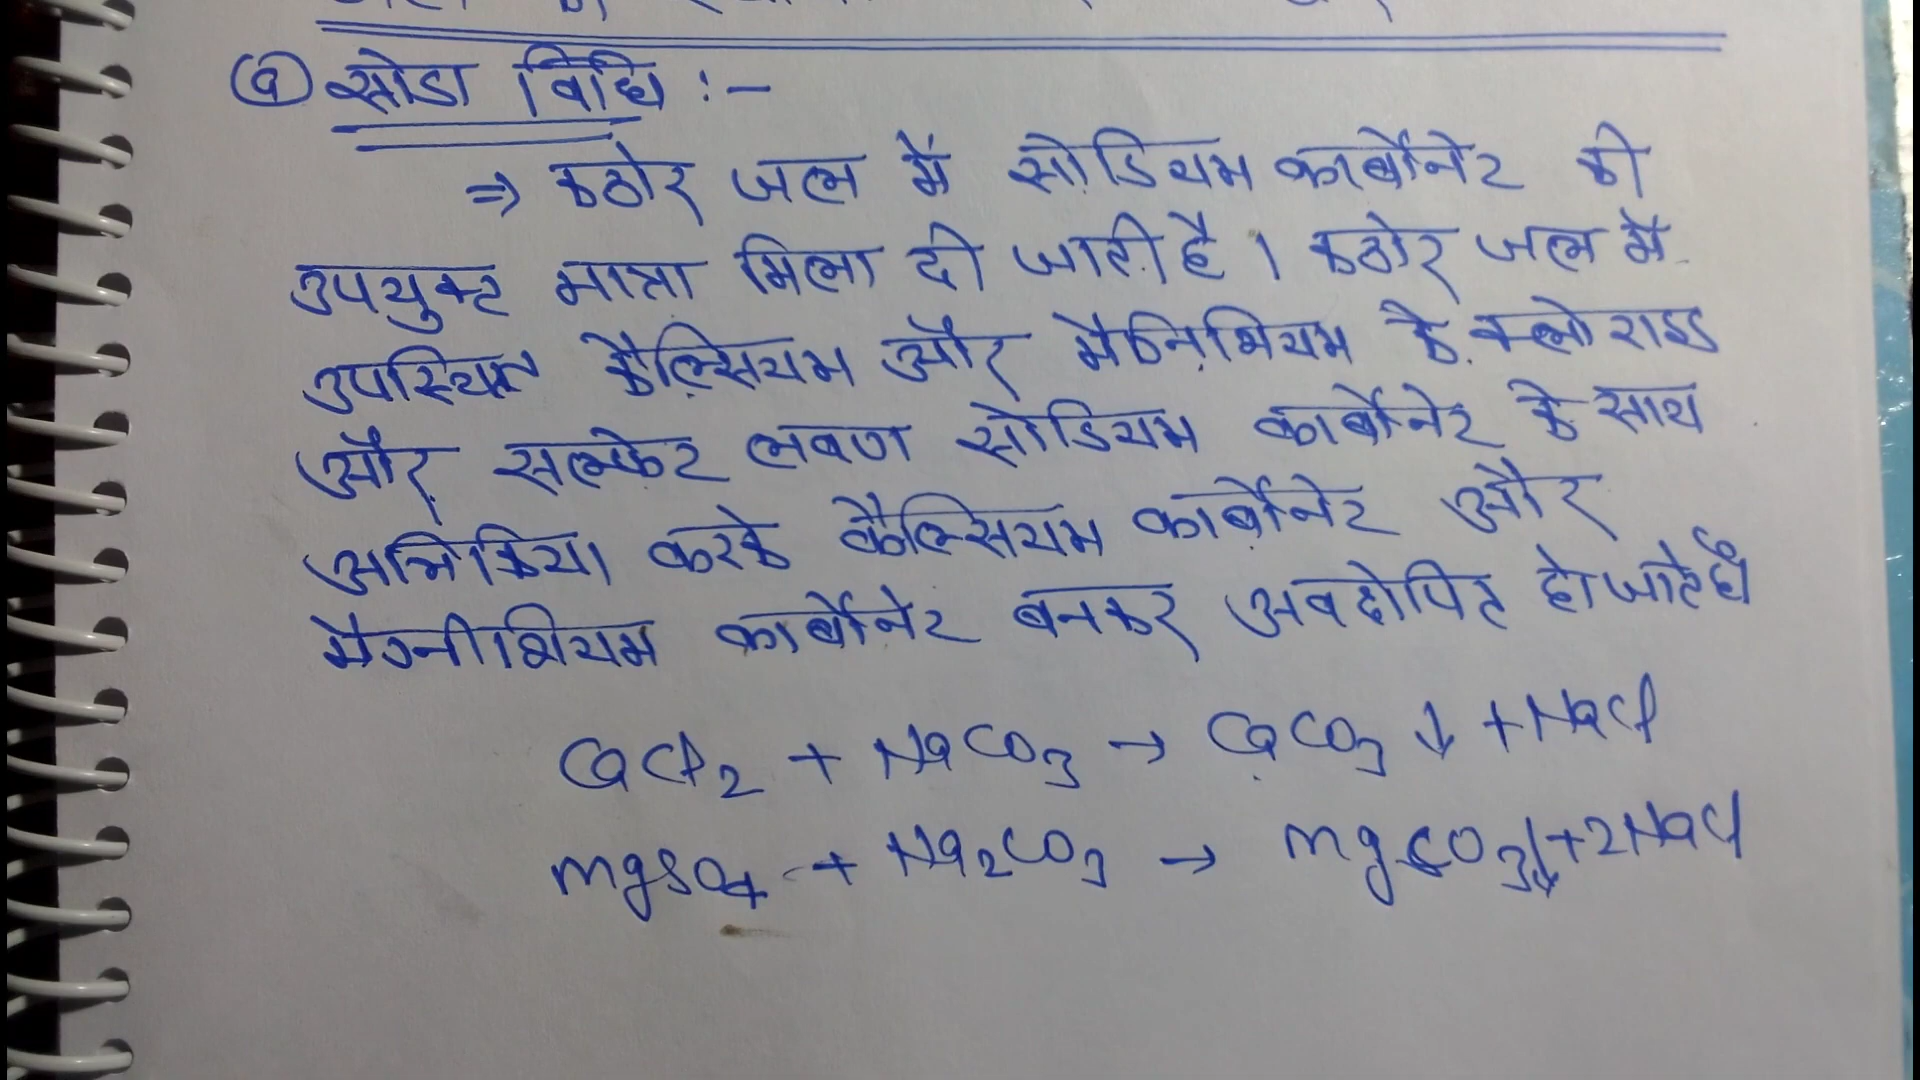 (a) सोडा विधि :-
⇒ कठोर जल में सोडियम कार्बोनेट की
उपयुक्त मात्रा मिला दी जाती है । कठोर जल में
उपस्थित कैल्सियम और मैग्निशियम के क्लोराइड
और सल्फेट लवण सोडियम कार्बोनेट के साथ
अभिक्रिया करके कैल्सियम कार्बोनेट और
मैग्नीशियम कार्बोनेट बनकर अवक्षेपित हो जाते हैं
CaCl2 + NaCO3 → CaCO3 ↓ + NaCl
mgso4 + Na2CO3 → mgCO3↓ + 2NaCl